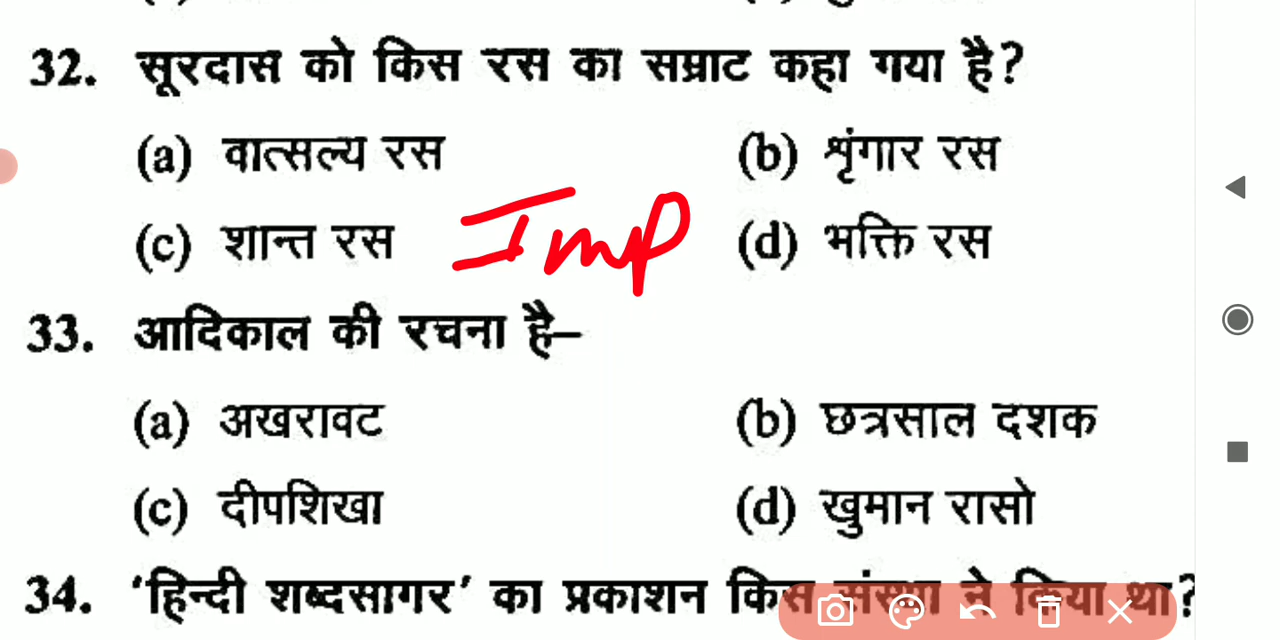 32. सूरदास को किस रस का सम्राट कहा गया है?
(a) वात्सल्य रस (b) शृंगार रस
(c) शान्त रस Imp (d) भक्ति रस
33. आदिकाल की रचना है–
(a) अखरावट (b) छत्रसाल दशक
(c) दीपशिखा (d) खुमान रासो
34. ‘हिन्दी शब्दसागर’ का प्रकाशन किस संस्था ने किया था?